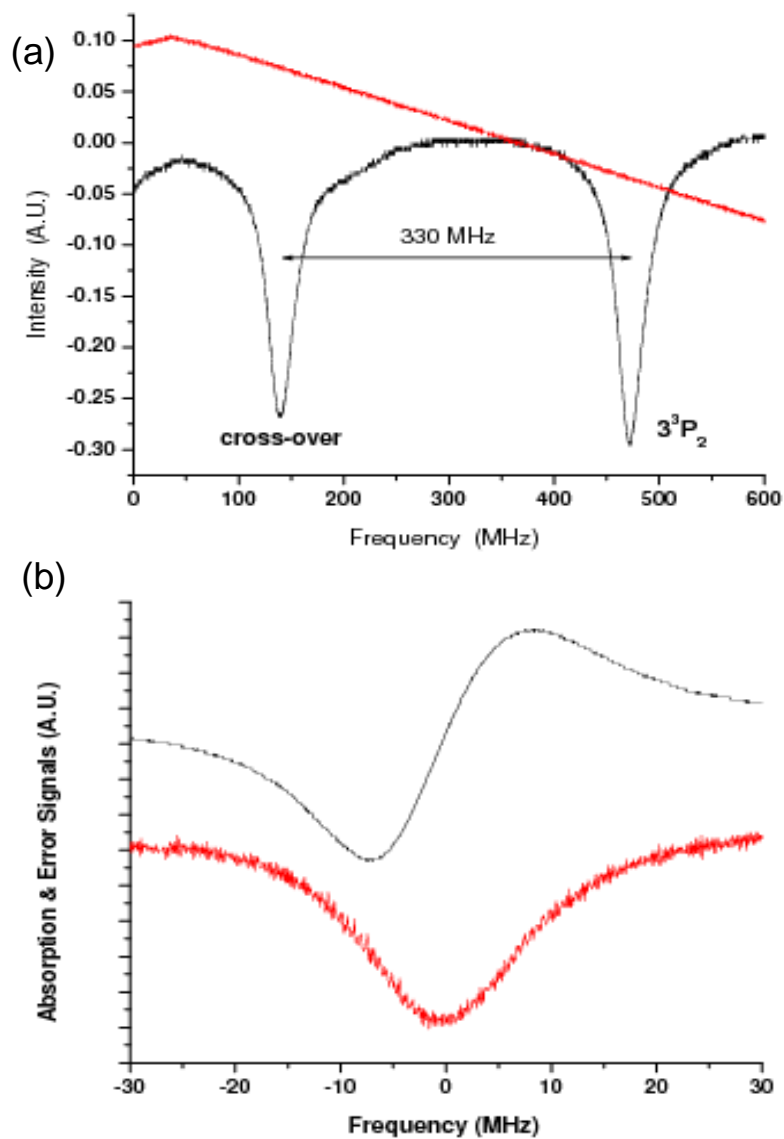 (a)
0.10
0.05
0.00
-0.05
-0.10
-0.15
-0.20
-0.25
-0.30
Intensity (A.U.)
330 MHz
cross-over
3³P₂
0 100 200 300 400 500 600
Frequency (MHz)
(b)
Absorption & Error Signals (A.U.)
-30 -20 -10 0 10 20 30
Frequency (MHz)